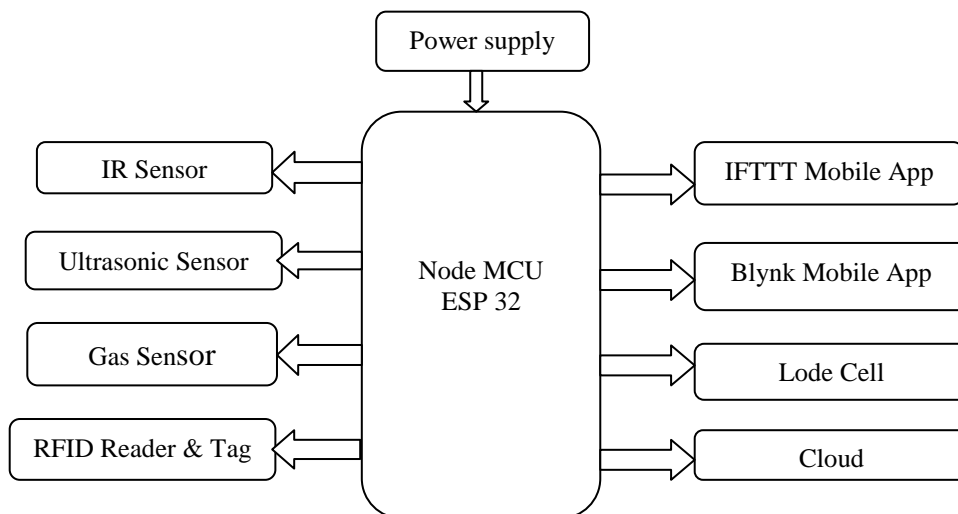 Power supply
IR Sensor
Ultrasonic Sensor
Gas Sensor
RFID Reader & Tag
Node MCU
ESP 32
IFTTT Mobile App
Blynk Mobile App
Lode Cell
Cloud